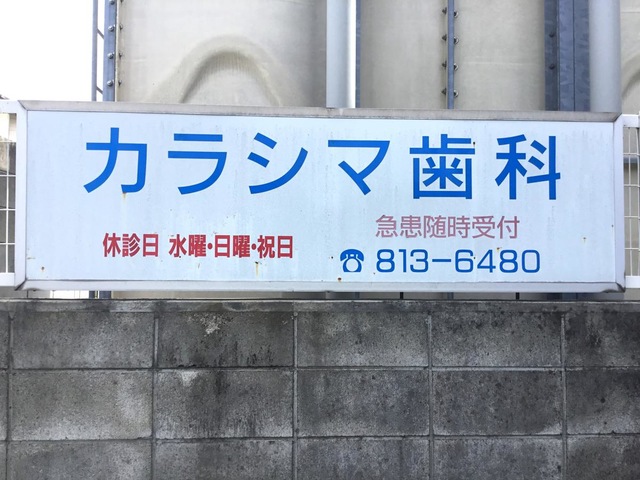 カラシマ歯科
休診日 水曜・日曜・祝日
急患随時受付
☎ 813-6480